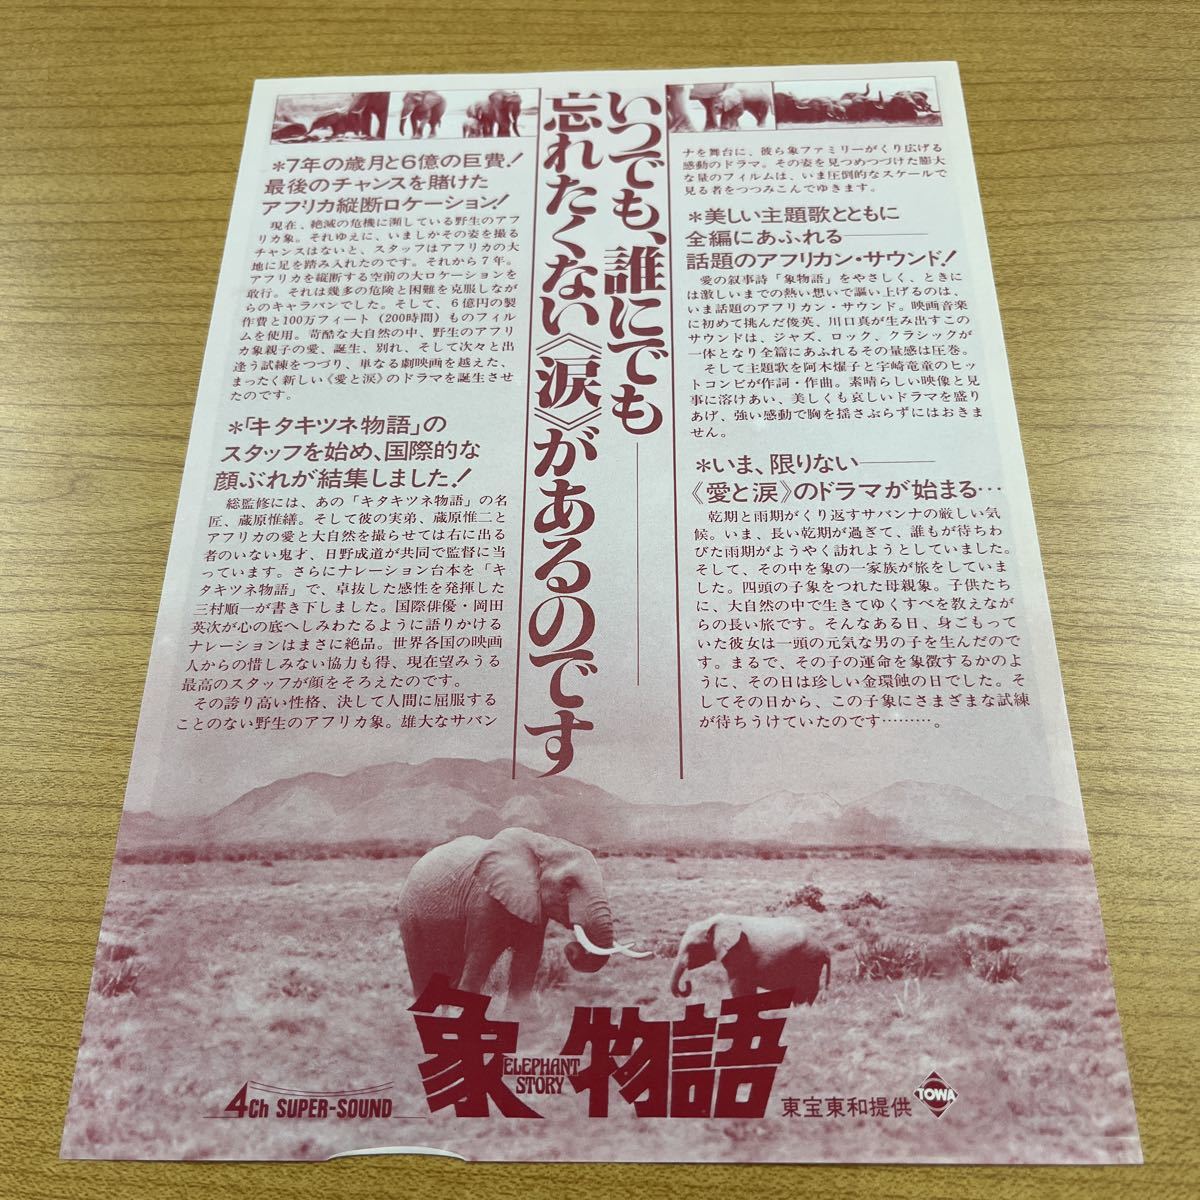 いつでも、誰にでも
忘れたくない《涙》があるのです
＊7年の歳月と6億の巨費！
最後のチャンスを賭けた
アフリカ縦断ロケーション！
現在、絶滅の危機に瀕している野生のアフ
リカ象。それゆえに、いましかその姿を撮る
チャンスはないと、スタッフはアフリカの大
地に足を踏み入れたのです。それから7年。
アフリカを縦断する空前の大ロケーションを
敢行。それは幾多の危険と困難を克服しなが
らのキャラバンでした。そして、6億円の製
作費と100万フィート（200時間）ものフィル
ムを使用。苛酷な大自然の中、野生のアフリ
カ象親子の愛、誕生、別れ、そして次々と出
逢う試練をつづり、単なる劇映画を越えた、
まったく新しい《愛と涙》のドラマを誕生させ
たのです。
＊「キタキツネ物語」の
スタッフを始め、国際的な
顔ぶれが結集しました！
総監修には、あの「キタキツネ物語」の名
匠、蔵原惟繕。そして彼の実弟、蔵原惟二と
アフリカの愛と大自然を撮らせては右に出る
者のいない鬼才、日野成道が共同で監督に当
っています。さらにナレーション台本を「キ
タキツネ物語」で、卓抜した感性を発揮した
三村順一が書き下しました。国際俳優・岡田
英次が心の底へしみわたるように語りかける
ナレーションはまさに絶品。世界各国の映画
人からの惜しみない協力も得、現在望みうる
最高のスタッフが顔をそろえたのです。
その誇り高い性格、決して人間に屈服する
ことのない野生のアフリカ象。雄大なサバン
ナを舞台に、彼ら象ファミリーがくり広げる
感動のドラマ。その姿を見つめつづけた膨大
な量のフィルムは、いま圧倒的なスケールで
見る者をつつみこんでゆきます。
＊美しい主題歌とともに
全編にあふれる――
話題のアフリカン・サウンド！
愛の叙事詩「象物語」をやさしく、ときに
は激しいまでの熱い想いで謳い上げるのは、
いま話題のアフリカン・サウンド。映画音楽
に初めて挑んだ俊英、川口真が生み出すこの
サウンドは、ジャズ、ロック、クラシックが
一体となり全篇にあふれるその量感は圧巻。
そして主題歌を阿木燿子と宇崎竜童のヒッ
トコンビが作詞・作曲。素晴らしい映像と見
事に溶けあい、美しくも哀しいドラマを盛り
あげ、強い感動で胸を揺さぶらずにはおきま
せん。
＊いま、限りない――
《愛と涙》のドラマが始まる…
乾期と雨期がくり返すサバンナの厳しい気
候。いま、長い乾期が過ぎて、誰もが待ちわ
びた雨期がようやく訪れようとしていました。
そして、その中を象の一家族が旅をしていま
した。四頭の子象をつれた母親象。子供たち
に、大自然の中で生きてゆくすべを教えなが
らの長い旅です。そんなある日、身ごもって
いた彼女は一頭の元気な男の子を生んだので
す。まるで、その子の運命を象徴するかのよ
うに、その日は珍しい金環蝕の日でした。そ
してその日から、この子象にさまざまな試練
が待ちうけていたのです………。
象物語
ELEPHANT
STORY
4Ch SUPER-SOUND
東宝東和提供
TOWA